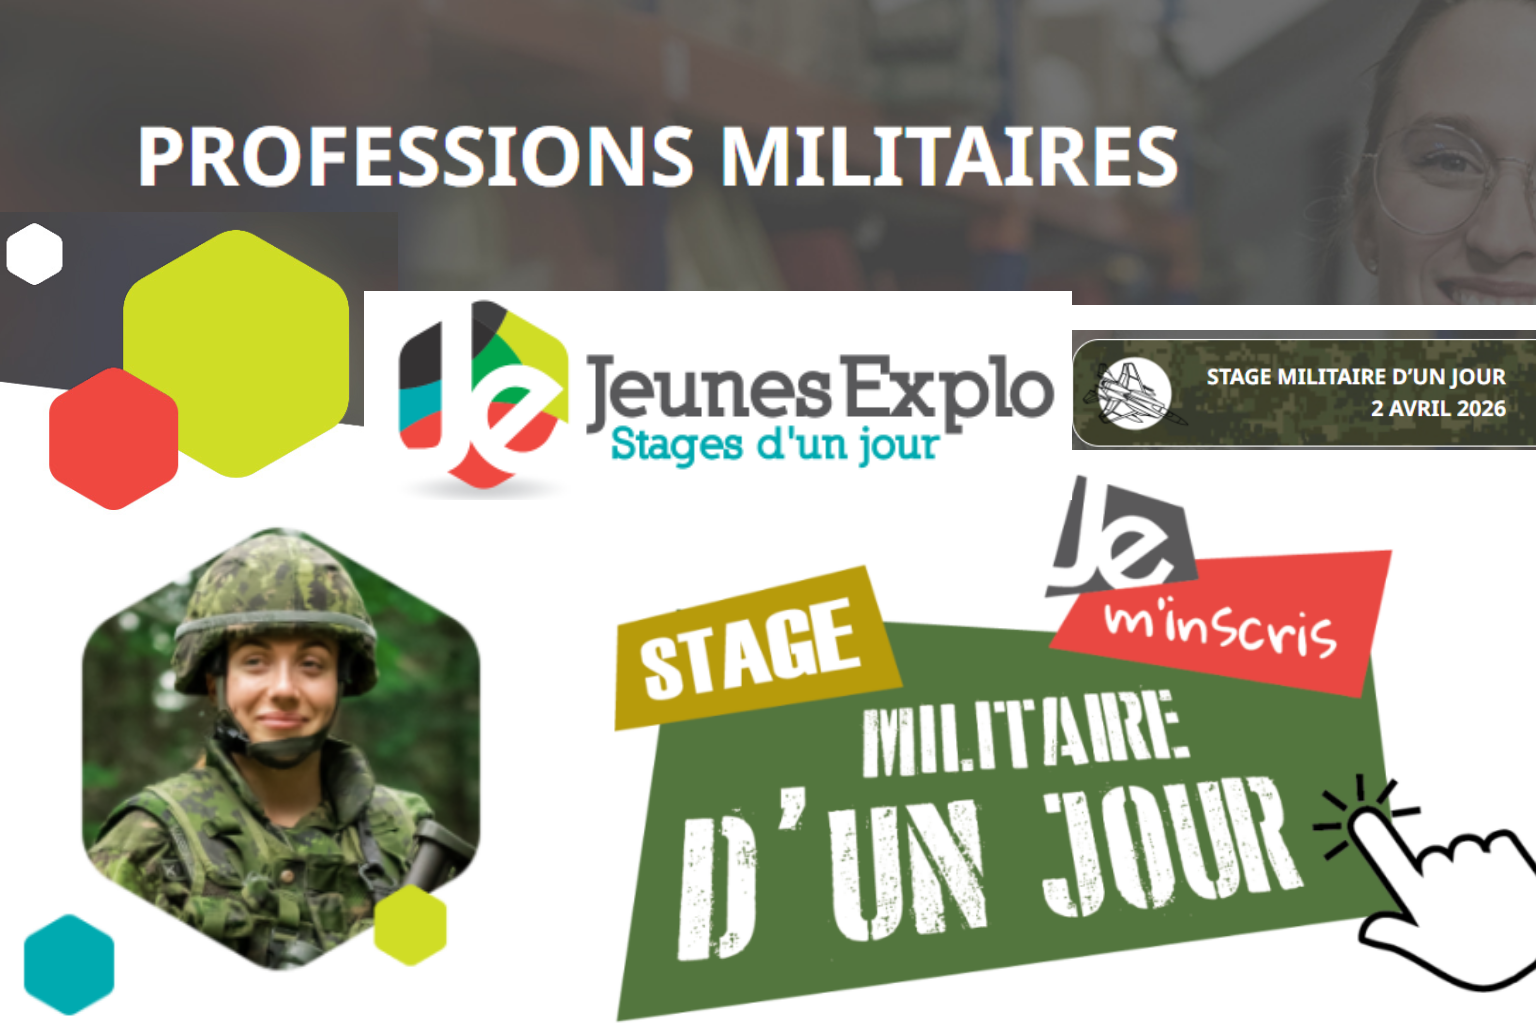 PROFESSIONS MILITAIRES
Je
Jeunes Explo
Stages d'un jour
STAGE MILITAIRE D'UN JOUR
2 AVRIL 2026
Je
m'inscris
STAGE
MILITAIRE
D'UN JOUR